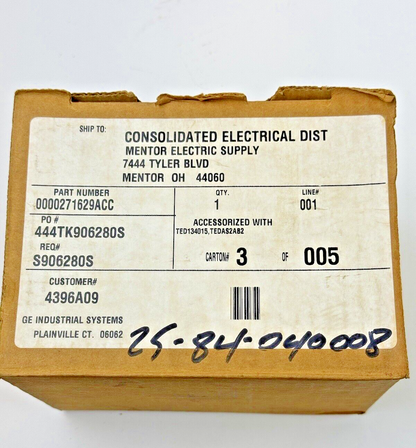 SHIP TO:
CONSOLIDATED ELECTRICAL DIST
MENTOR ELECTRIC SUPPLY
7444 TYLER BLVD
MENTOR OH 44060
PART NUMBER
0000271629ACC
QTY.
1
LINE#
001
PO #
444TK906280S
REQ#
S906280S
ACCESSORIZED WITH
TED134015,TEDAS2AB2
CARTON# 3 OF 005
CUSTOMER#
4396A09
GE INDUSTRIAL SYSTEMS
PLAINVILLE CT. 06062
25-84-040008